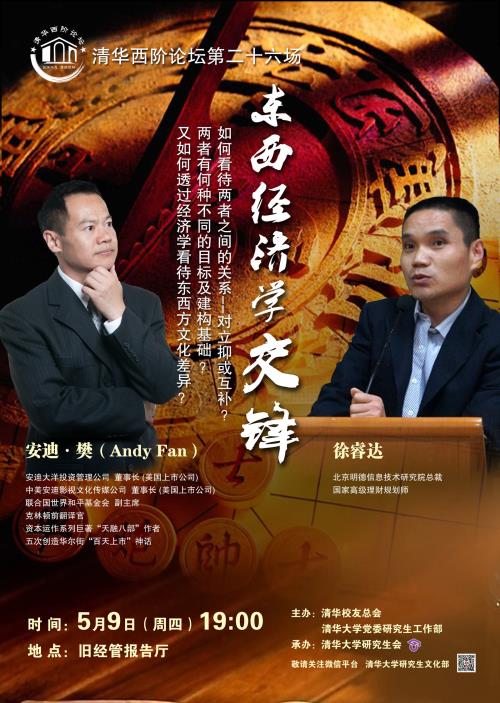 清华西阶论坛
清华西阶论坛第二十六场
东西经济学交锋
如何看待两者之间的关系—对立抑或互补？
两者有何种不同的目标及建构基础？
又如何透过经济学看待东西方文化差异？
安迪·樊（Andy Fan）
安迪大洋投资管理公司 董事长(美国上市公司)
中美安迪影视文化传媒公司 董事长(美国上市公司)
联合国世界和平基金会 副主席
克林顿前翻译官
资本运作系列巨著“天融八部”作者
五次创造华尔街“百天上市”神话
徐睿达
北京明德信息技术研究院总裁
国家高级理财规划师
帅
士
时 间：5月9日（周四）19:00
地 点：旧经管报告厅
主办：清华校友总会
清华大学党委研究生工作部
承办：清华大学研究生会
敬请关注微信平台 清华大学研究生文化部